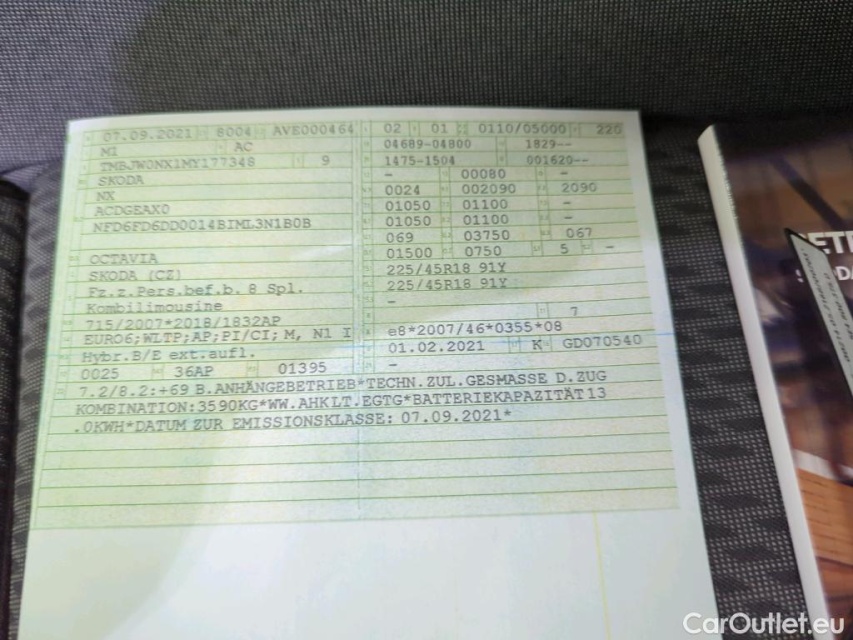 07.09.2021 8004 AVE000464 02 01 0110/05000 220
M1 AC 04689-04800 1829--
TMBJW0NX1MY177348 9 1475-1504 001620--
SKODA - 00080 -
NX 0024 002090 2090
ACDGEAX0 01050 01100 -
NFD6FD6DD0014BIML3N1B0B 01050 01100 -
069 03750 067
OCTAVIA 01500 0750 5 -
SKODA (CZ) 225/45R18 91Y
Fz.z.Pers.bef.b. 8 Spl. 225/45R18 91Y
Kombilimousine -
715/2007*2018/1832AP 7
EURO6;WLTP;AP;PI/CI; M, N1 I e8*2007/46*0355*08
Hybr.B/E ext.aufl. 01.02.2021 K GD070540
0025 36AP 01395 -
7.2/8.2:+69 B.ANHÄNGEBETRIEB*TECHN.ZUL.GESMASSE D.ZUG
KOMBINATION:3590KG*WW.AHK LT.EGTG*BATTERIEKAPAZITÄT13
.0KWH*DATUM ZUR EMISSIONSKLASSE: 07.09.2021*
CarOutlet.eu